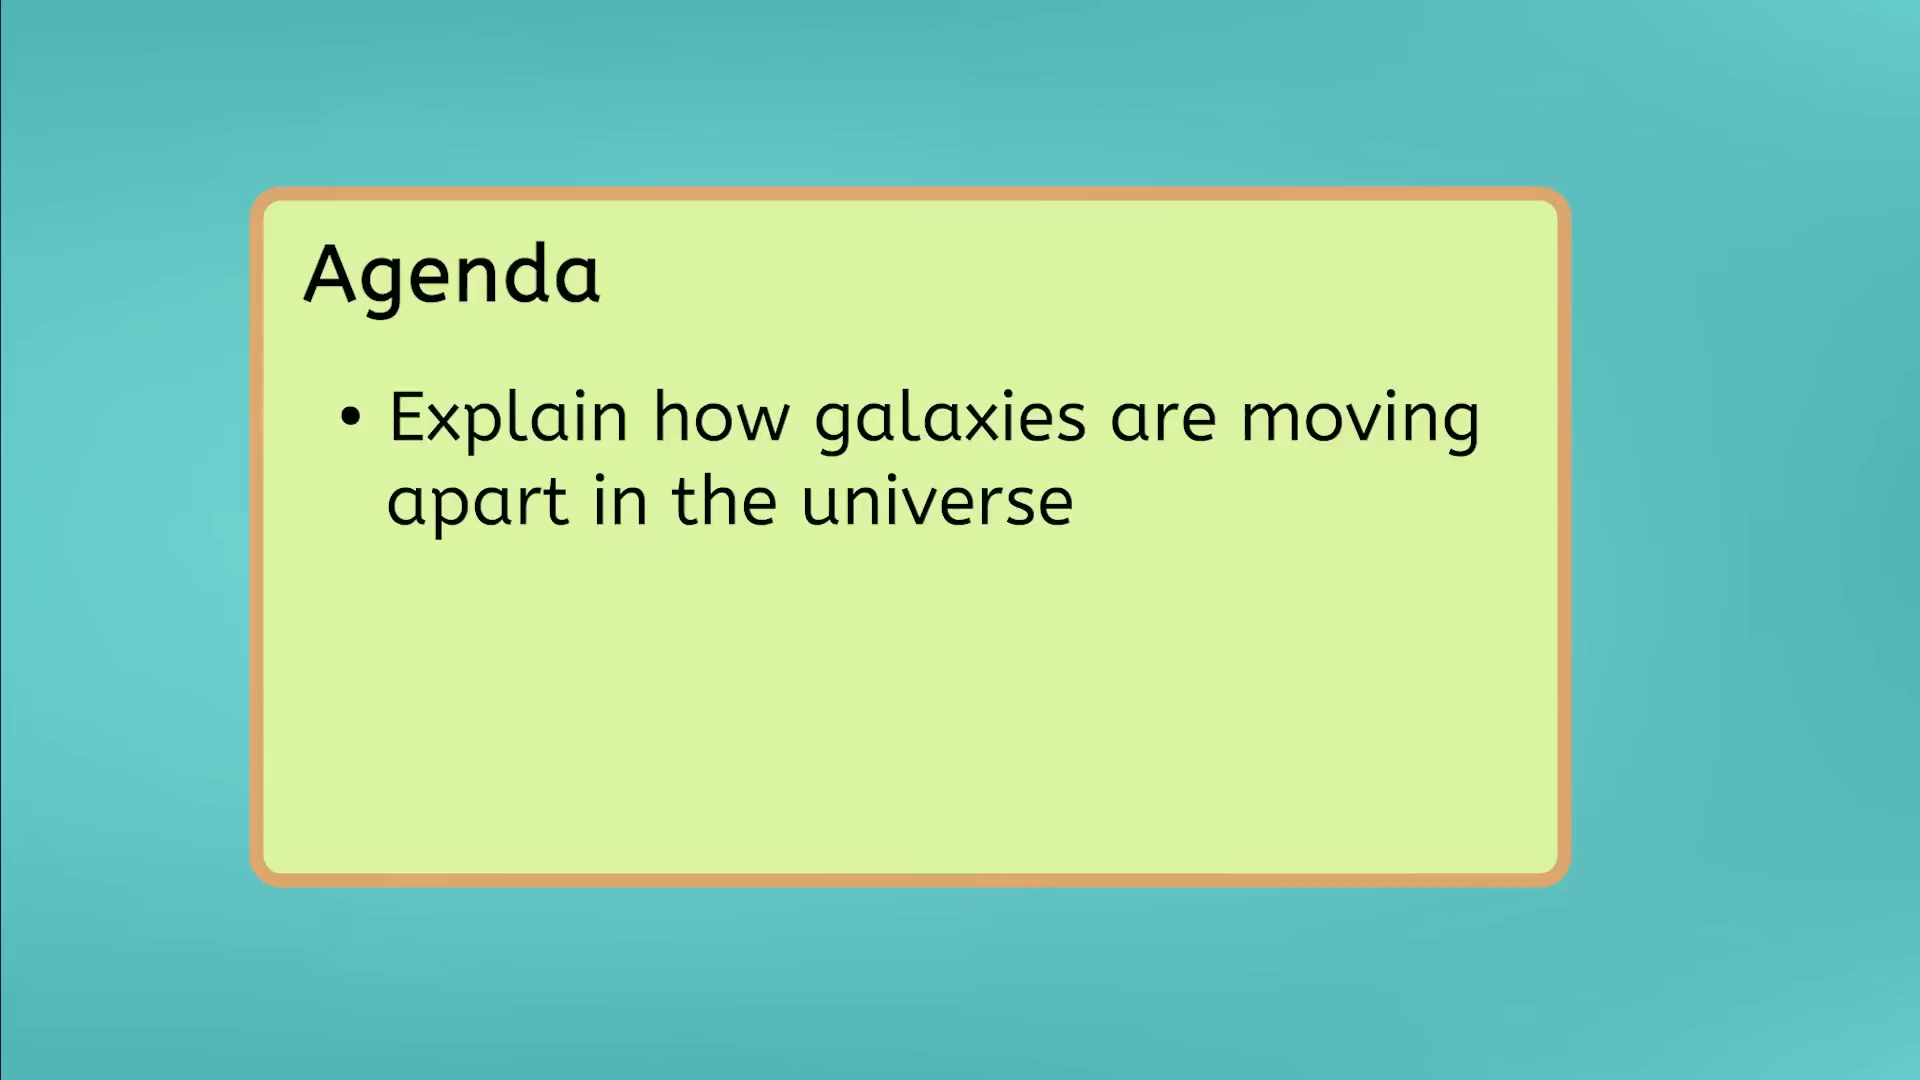 Agenda
• Explain how galaxies are moving
apart in the universe